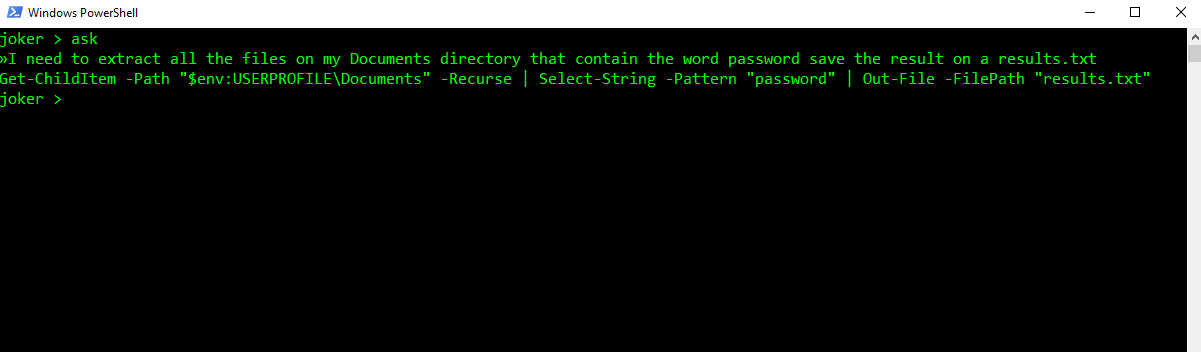 Windows PowerShell
joker > ask
»I need to extract all the files on my Documents directory that contain the word password save the result on a results.txt
Get-ChildItem -Path "$env:USERPROFILE\Documents" -Recurse | Select-String -Pattern "password" | Out-File -FilePath "results.txt"
joker >